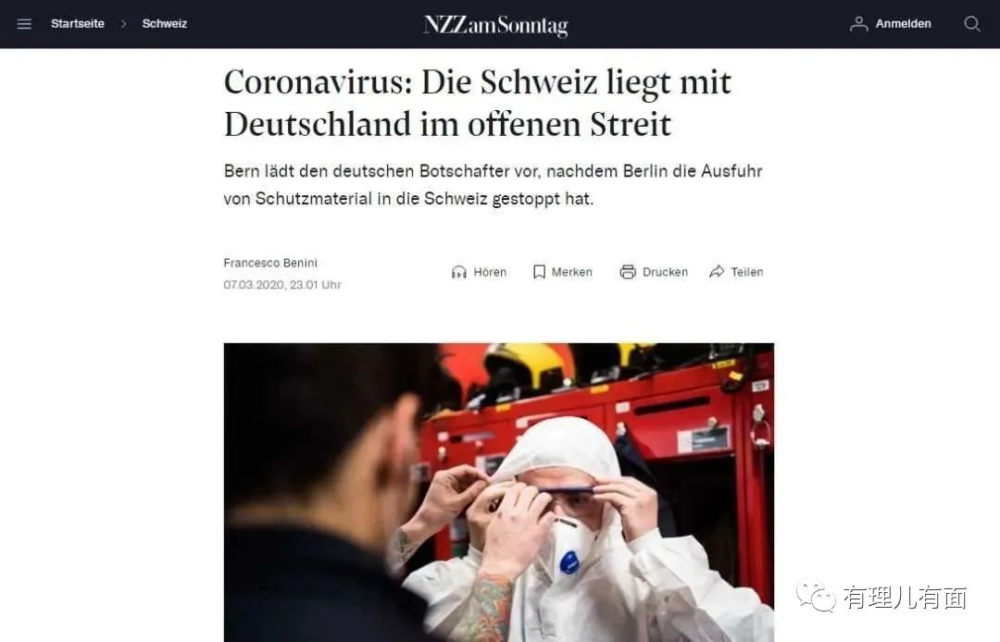 Startseite > Schweiz
NZZamSonntag
Anmelden
Coronavirus: Die Schweiz liegt mit
Deutschland im offenen Streit
Bern lädt den deutschen Botschafter vor, nachdem Berlin die Ausfuhr
von Schutzmaterial in die Schweiz gestoppt hat.
Francesco Benini
07.03.2020, 23.01 Uhr
Hören
Merken
Drucken
Teilen
有理儿有面